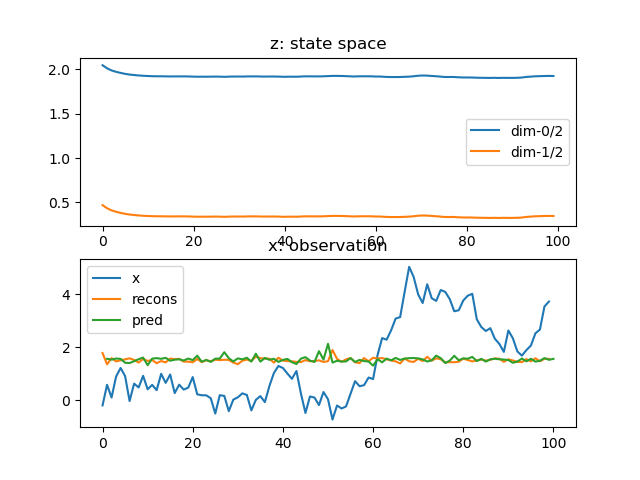 z: state space
2.0
1.5
1.0
0.5
dim-0/2
dim-1/2
0 20 40 60 80 100
x: observation
4
2
0
x
recons
pred
0 20 40 60 80 100